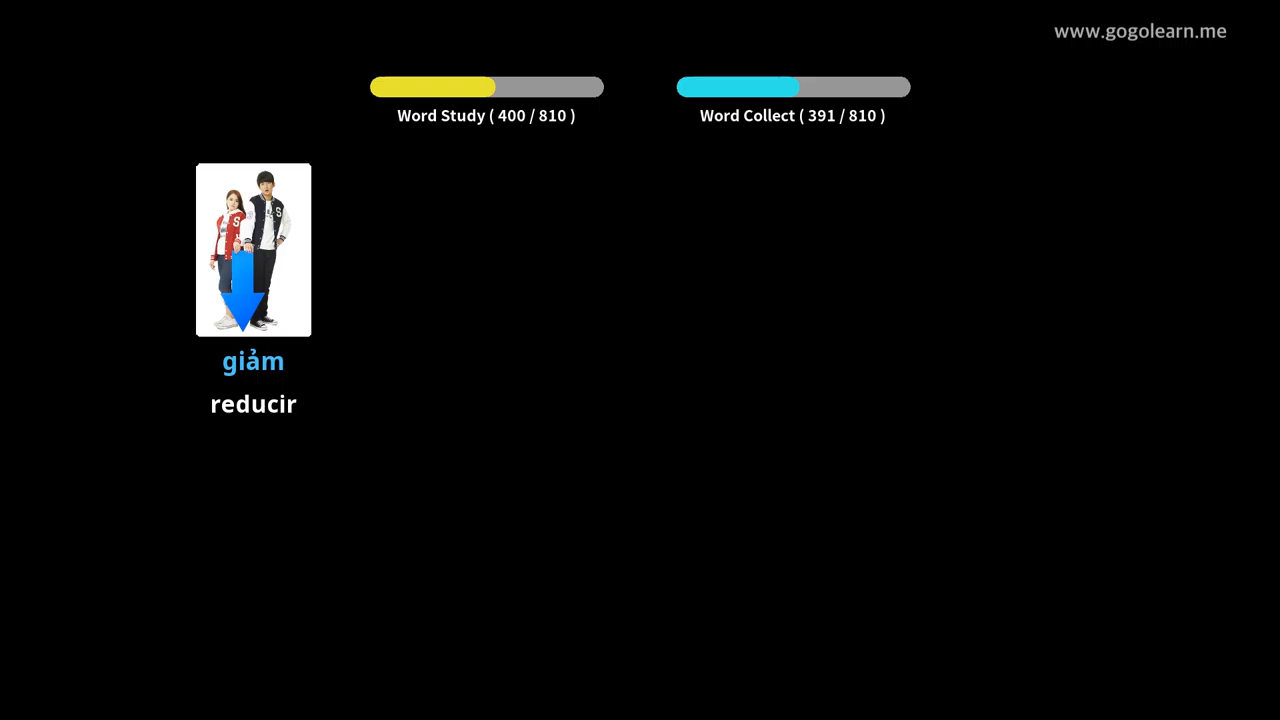 www.gogolearn.me
Word Study ( 400 / 810 )
Word Collect ( 391 / 810 )
S
S
giảm
reducir